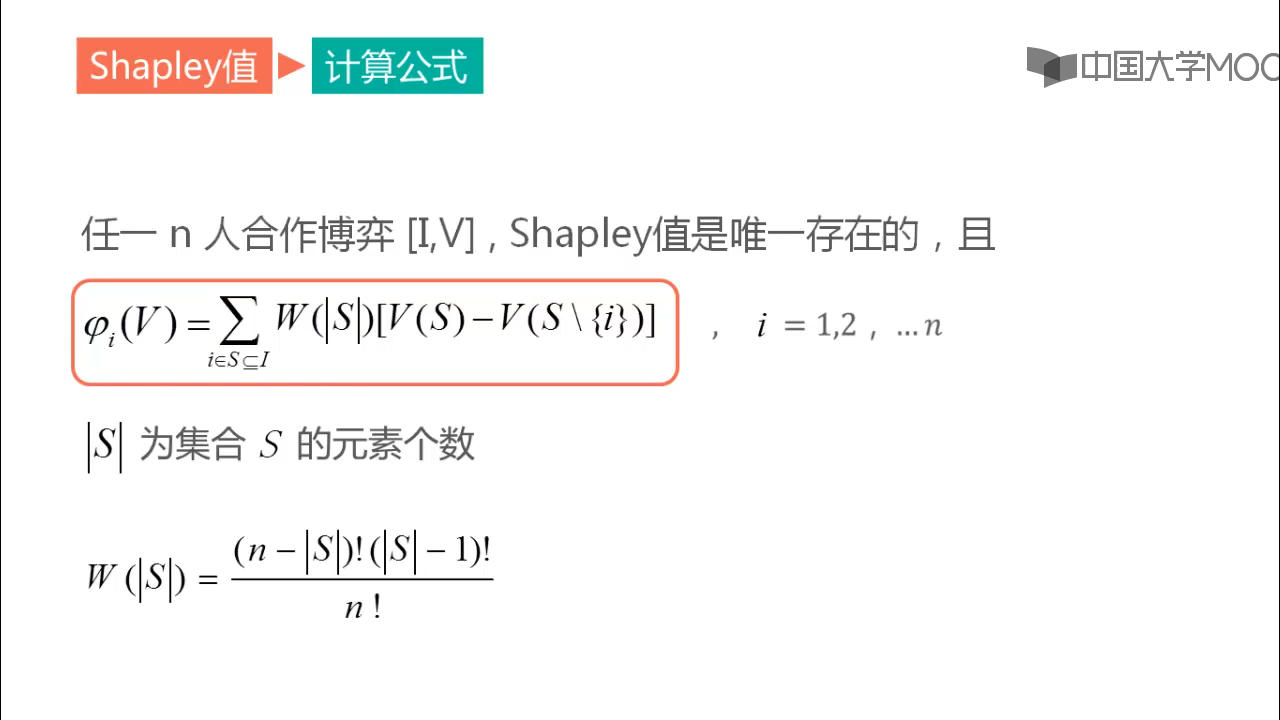 Shapley值 计算公式
中国大学MOOC
任一 n 人合作博弈 [I,V]，Shapley值是唯一存在的，且
φᵢ(V)=∑_{i∈S⊆I} W(|S|)[V(S)−V(S\{i})] ， i = 1,2，…n
|S| 为集合 S 的元素个数
W(|S|) = (n−|S|)!(|S|−1)! / n!